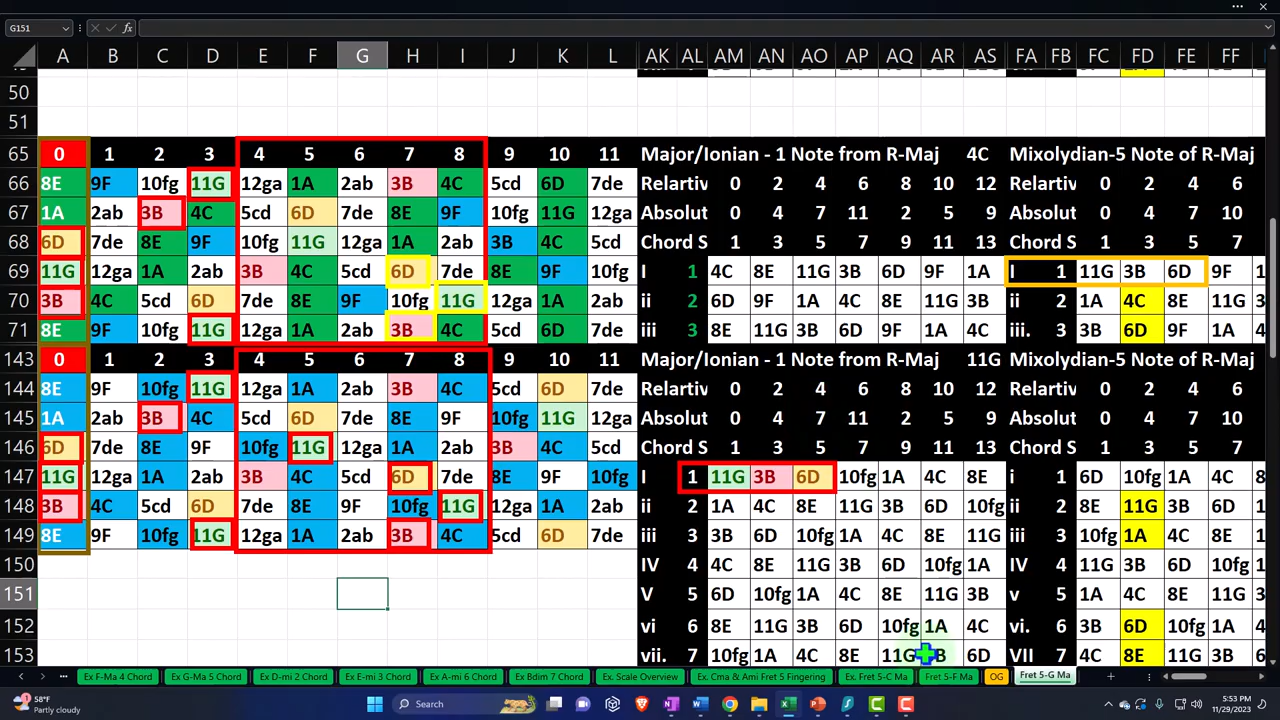 G151 fx
A B C D E F G H I J K L AK AL AM AN AO AP AQ AR AS FA FB FC FD FE FF
50
51
65 0 1 2 3 4 5 6 7 8 9 10 11 Major/Ionian - 1 Note from R-Maj 4C Mixolydian-5 Note of R-Maj
66 8E 9F 10fg 11G 12ga 1A 2ab 3B 4C 5cd 6D 7de Relartiv 0 2 4 6 8 10 12 Relartiv 0 2 4 6
67 1A 2ab 3B 4C 5cd 6D 7de 8E 9F 10fg 11G 12ga Absolut 0 4 7 11 2 5 9 Absolut 0 4 7 10
68 6D 7de 8E 9F 10fg 11G 12ga 1A 2ab 3B 4C 5cd Chord S 1 3 5 7 9 11 13 Chord S 1 3 5 7
69 11G 12ga 1A 2ab 3B 4C 5cd 6D 7de 8E 9F 10fg I 1 4C 8E 11G 3B 6D 9F 1A I 1 11G 3B 6D 9F
70 3B 4C 5cd 6D 7de 8E 9F 10fg 11G 12ga 1A 2ab ii 2 6D 9F 1A 4C 8E 11G 3B ii 2 1A 4C 8E 11G
71 8E 9F 10fg 11G 12ga 1A 2ab 3B 4C 5cd 6D 7de iii 3 8E 11G 3B 6D 9F 1A 4C iii. 3 3B 6D 9F 1A
143 0 1 2 3 4 5 6 7 8 9 10 11 Major/Ionian - 1 Note from R-Maj 11G Mixolydian-5 Note of R-Maj
144 8E 9F 10fg 11G 12ga 1A 2ab 3B 4C 5cd 6D 7de Relartiv 0 2 4 6 8 10 12 Relartiv 0 2 4 6
145 1A 2ab 3B 4C 5cd 6D 7de 8E 9F 10fg 11G 12ga Absolut 0 4 7 11 2 5 9 Absolut 0 4 7 10
146 6D 7de 8E 9F 10fg 11G 12ga 1A 2ab 3B 4C 5cd Chord S 1 3 5 7 9 11 13 Chord S 1 3 5 7
147 11G 12ga 1A 2ab 3B 4C 5cd 6D 7de 8E 9F 10fg I 1 11G 3B 6D 10fg 1A 4C 8E i 1 6D 10fg 1A 4C
148 3B 4C 5cd 6D 7de 8E 9F 10fg 11G 12ga 1A 2ab ii 2 1A 4C 8E 11G 3B 6D 10fg ii 2 8E 11G 3B 6D
149 8E 9F 10fg 11G 12ga 1A 2ab 3B 4C 5cd 6D 7de iii 3 3B 6D 10fg 1A 4C 8E 11G iii 3 10fg 1A 4C 8E
150 IV 4 4C 8E 11G 3B 6D 10fg 1A IV 4 11G 3B 6D 10fg
151 V 5 6D 10fg 1A 4C 8E 11G 3B v 5 1A 4C 8E 11G
152 vi 6 8E 11G 3B 6D 10fg 1A 4C vi. 6 3B 6D 10fg 1A
153 vii. 7 10fg 1A 4C 8E 11G 6D VII 7 4C 8E 11G 3B
Ex F-Ma 4 Chord Ex G-Ma 5 Chord Ex D-mi 2 Chord Ex E-mi 3 Chord Ex A-mi 6 Chord Ex Bdim 7 Chord Ex. Scale Overview Ex. Cma & Ami Fret 5 Fingering Ex. Fret 5-C Ma Fret 5-F Ma OG Fret 5-G Ma
58°F
Partly cloudy
Search
5:53 PM
11/29/2023